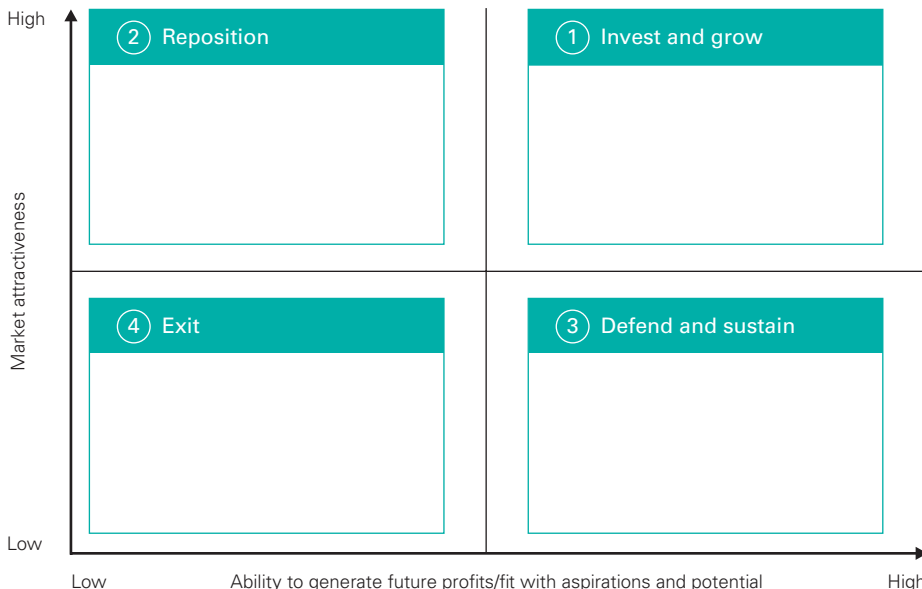 High
2 Reposition
1 Invest and grow
Market attractiveness
4 Exit
3 Defend and sustain
Low
Low
Ability to generate future profits/fit with aspirations and potential
High